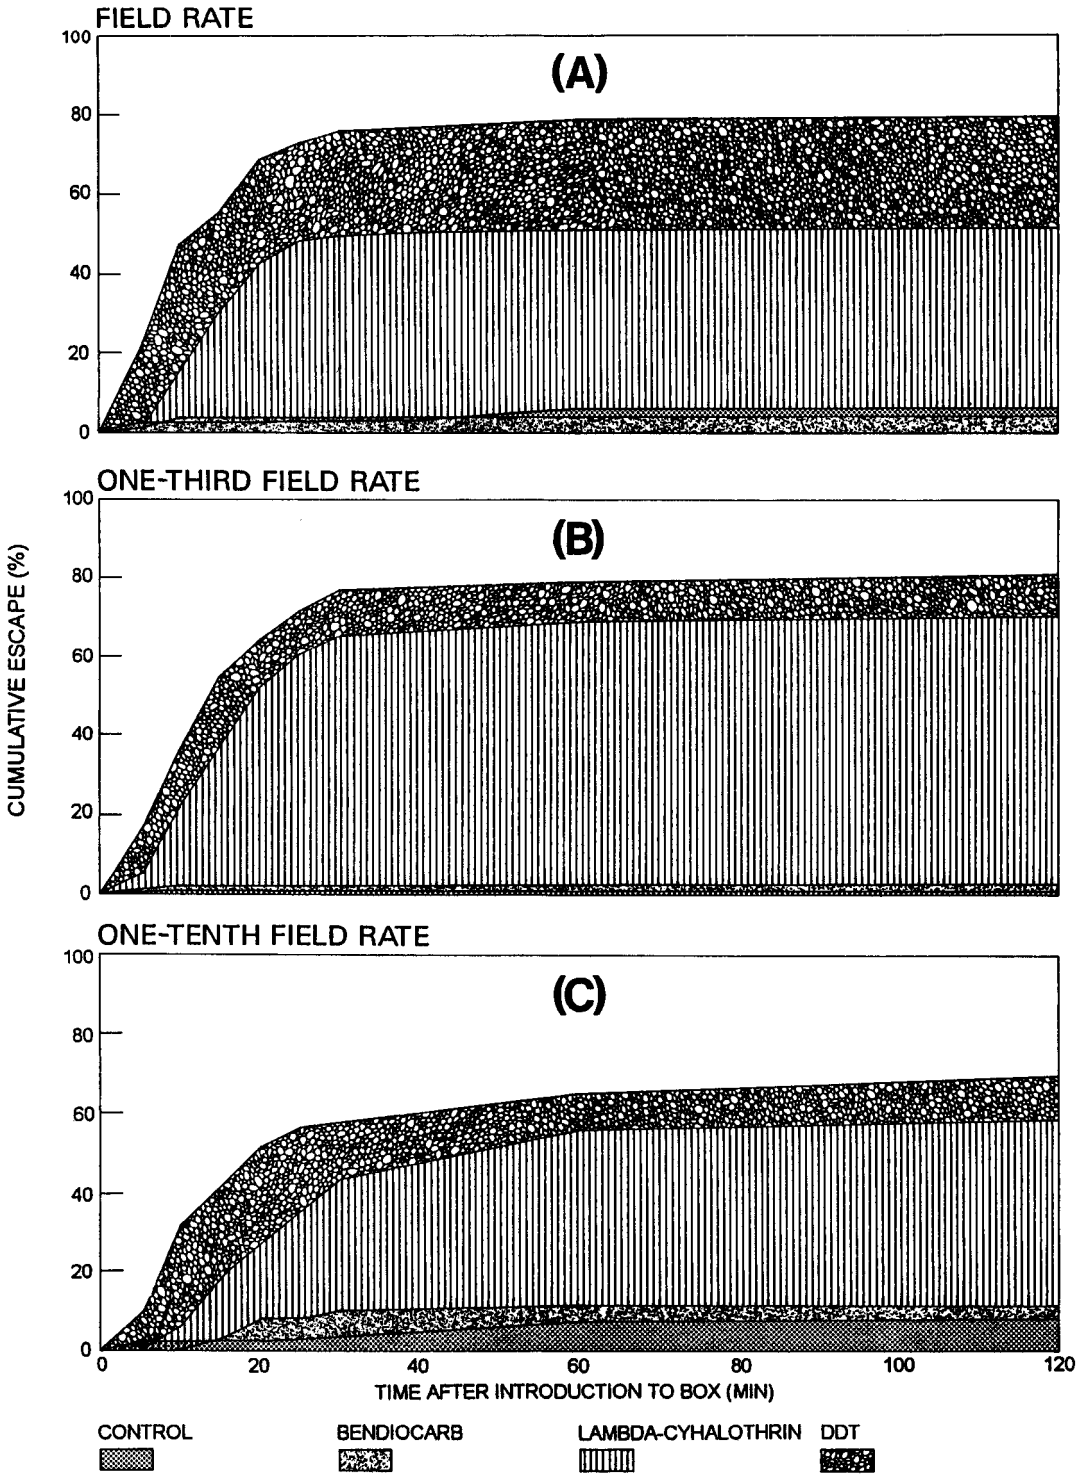 FIELD RATE
100
(A)
80
60
40
20
0
ONE-THIRD FIELD RATE
100
(B)
80
60
40
20
0
CUMULATIVE ESCAPE (%)
ONE-TENTH FIELD RATE
100
(C)
80
60
40
20
0
0 20 40 60 80 100 120
TIME AFTER INTRODUCTION TO BOX (MIN)
CONTROL BENDIOCARB LAMBDA-CYHALOTHRIN DDT